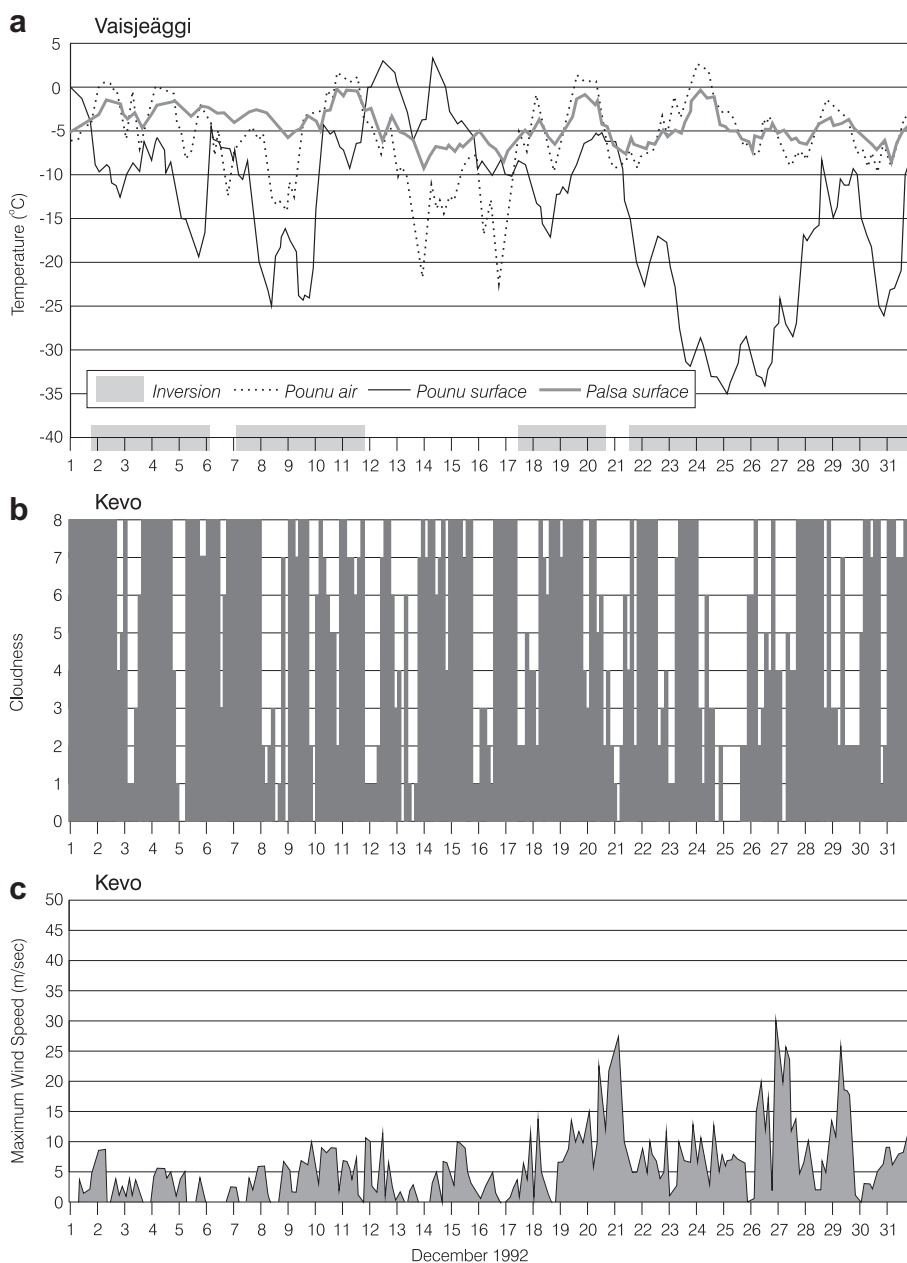 a Vaisjeäggi
5
0
-5
-10
-15
-20
-25
-30
-35
-40
Temperature (°C)
Inversion Pounu air Pounu surface Palsa surface
1 2 3 4 5 6 7 8 9 10 11 12 13 14 15 16 17 18 19 20 21 22 23 24 25 26 27 28 29 30 31
b Kevo
8
7
6
5
4
3
2
1
0
Cloudness
1 2 3 4 5 6 7 8 9 10 11 12 13 14 15 16 17 18 19 20 21 22 23 24 25 26 27 28 29 30 31
c Kevo
50
45
40
35
30
25
20
15
10
5
0
Maximum Wind Speed (m/sec)
1 2 3 4 5 6 7 8 9 10 11 12 13 14 15 16 17 18 19 20 21 22 23 24 25 26 27 28 29 30 31
December 1992